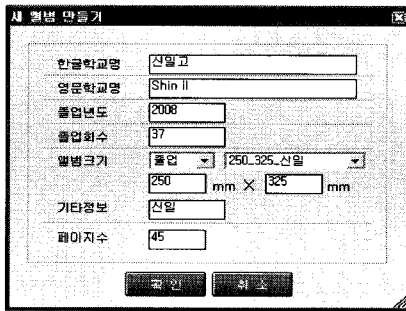 새 앨범 만들기
한글학교명 신일고
영문학교명 Shin il
졸업년도 2008
졸업회수 37
앨범크기 졸업 250_325_신일
250 mm × 325 mm
기타정보 신일
페이지수 45
확인 취소